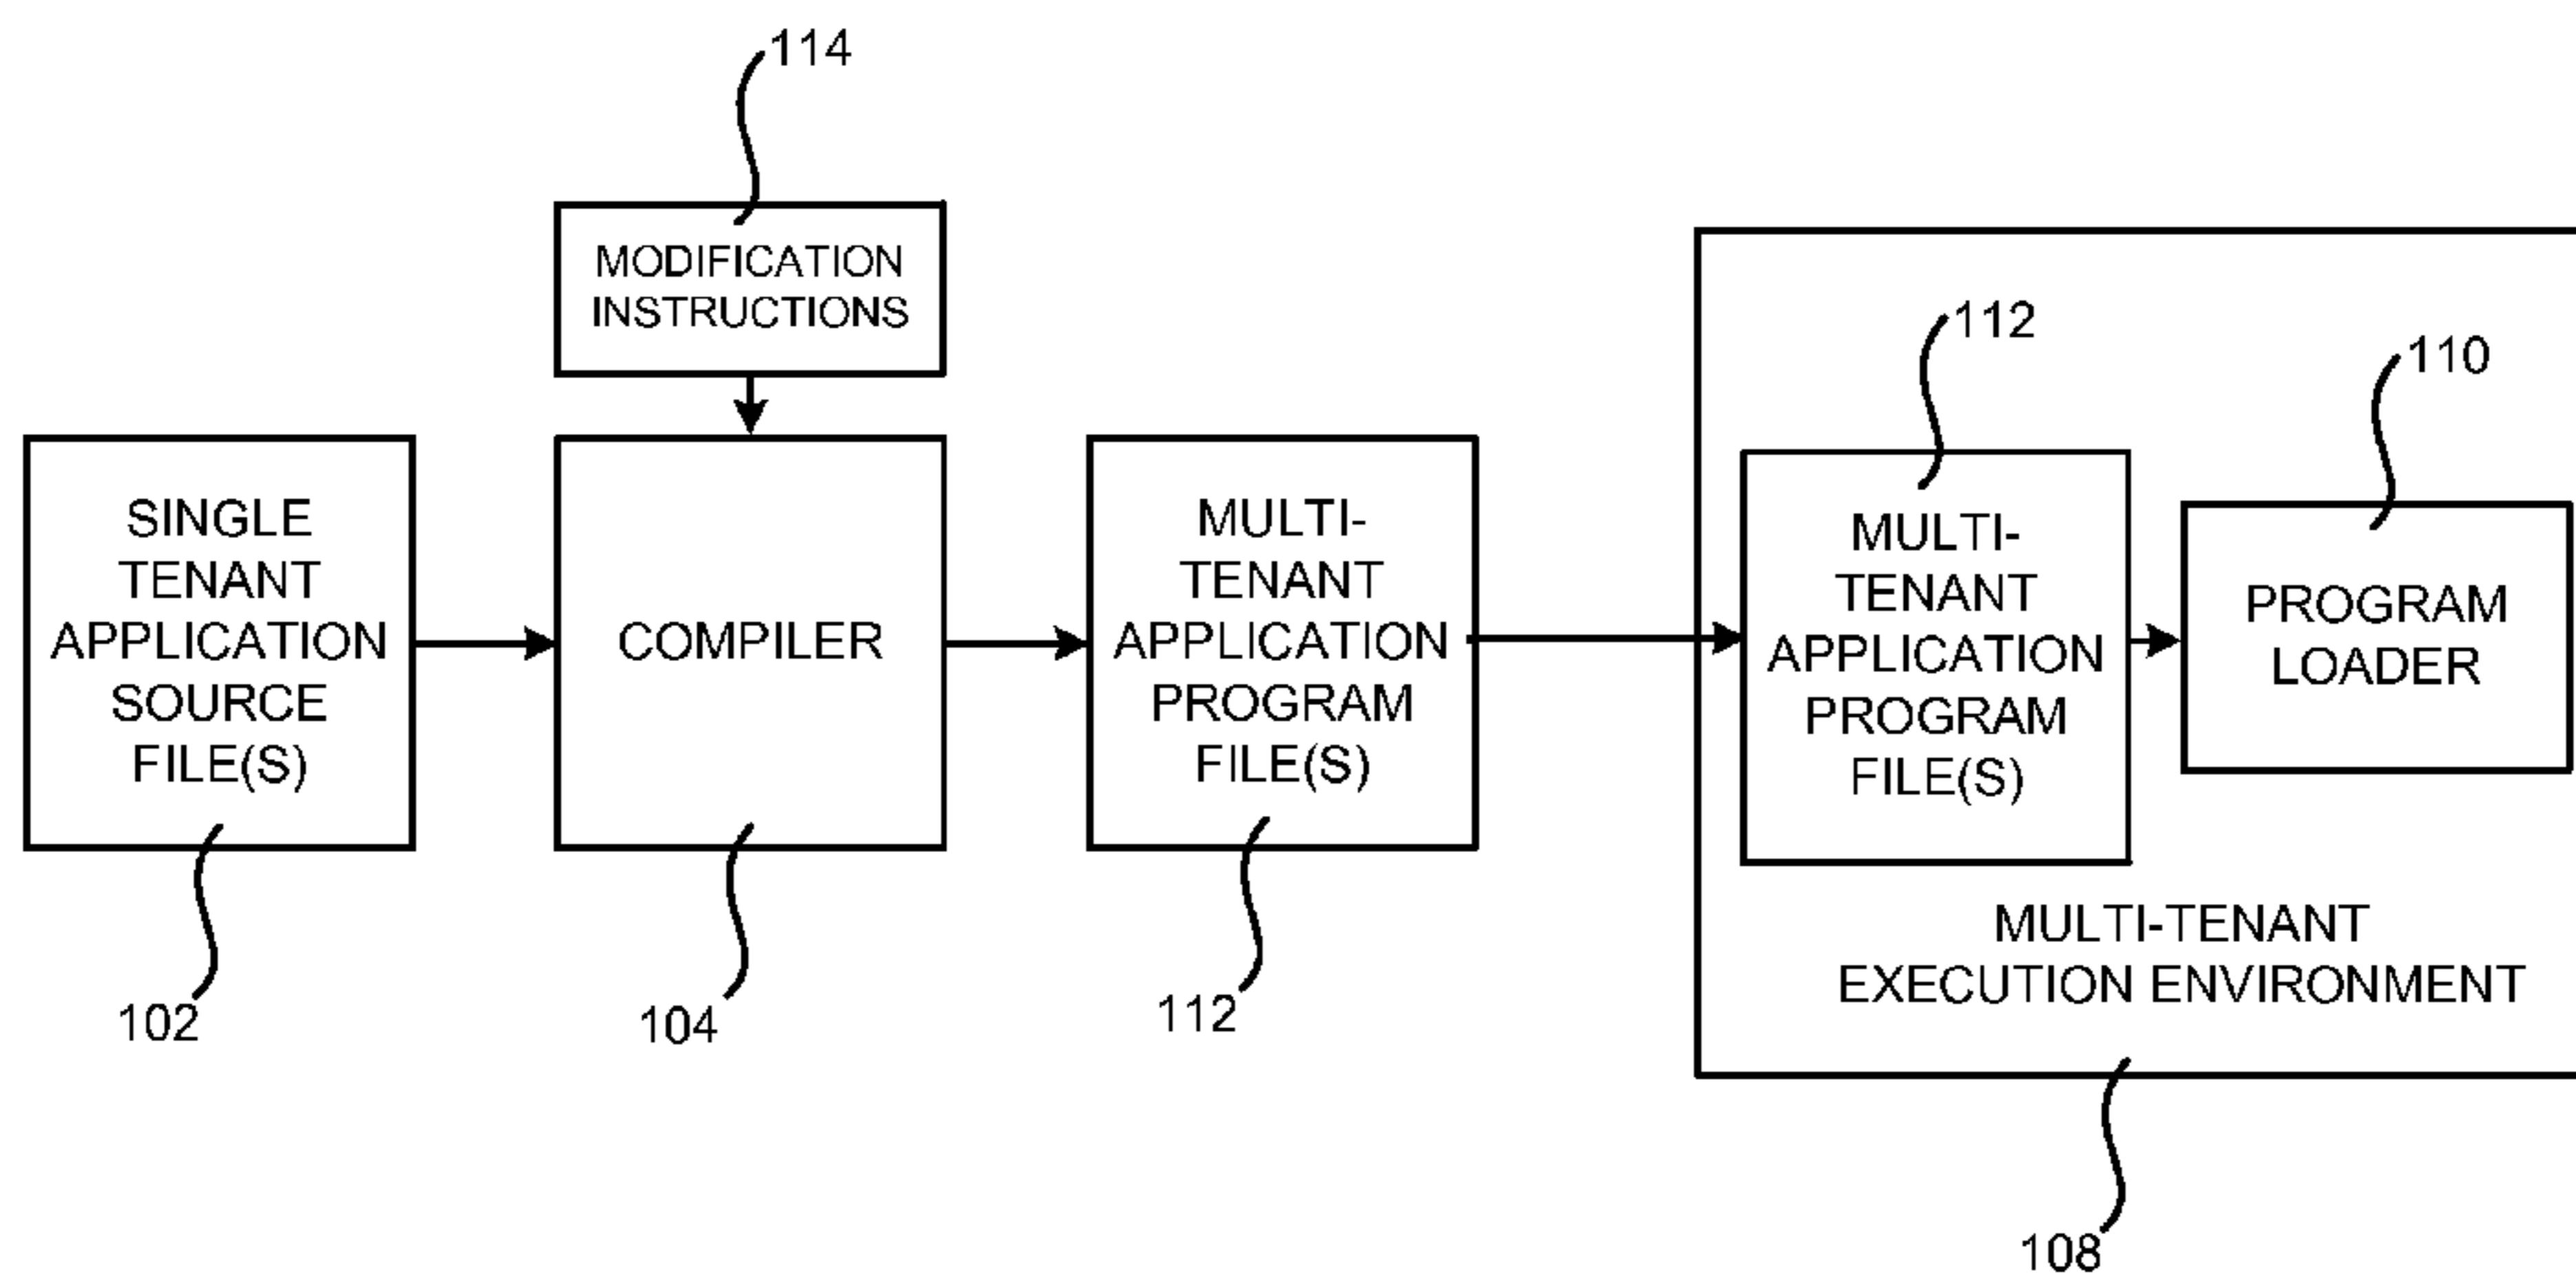 114
MODIFICATION
INSTRUCTIONS
112
110
SINGLE
TENANT
APPLICATION
SOURCE
FILE(S)
COMPILER
MULTI-
TENANT
APPLICATION
PROGRAM
FILE(S)
MULTI-
TENANT
APPLICATION
PROGRAM
FILE(S)
PROGRAM
LOADER
MULTI-TENANT
EXECUTION ENVIRONMENT
102
104
112
108